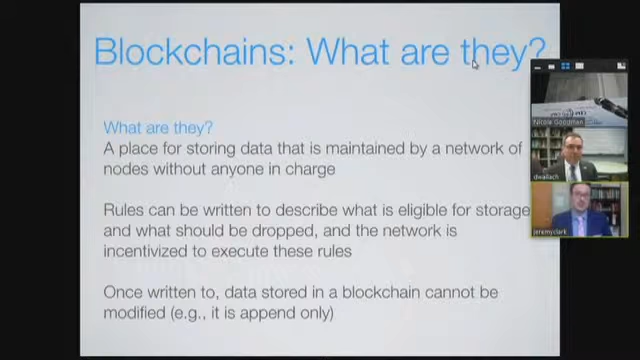 Blockchains: What are they?
What are they?
A place for storing data that is maintained by a network of
nodes without anyone in charge
Rules can be written to describe what is eligible for storage
and what should be dropped, and the network is
incentivized to execute these rules
Once written to, data stored in a blockchain cannot be
modified (e.g., it is append only)
Nicole Goodman
dwallach
jeremyclark